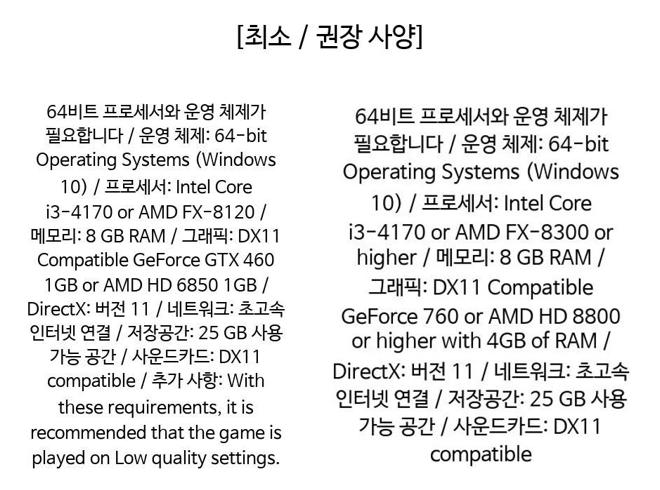 [최소 / 권장 사양]
64비트 프로세서와 운영 체제가
필요합니다 / 운영 체제: 64-bit
Operating Systems (Windows
10) / 프로세서: Intel Core
i3-4170 or AMD FX-8120 /
메모리: 8 GB RAM / 그래픽: DX11
Compatible GeForce GTX 460
1GB or AMD HD 6850 1GB /
DirectX: 버전 11 / 네트워크: 초고속
인터넷 연결 / 저장공간: 25 GB 사용
가능 공간 / 사운드카드: DX11
compatible / 추가 사항: With
these requirements, it is
recommended that the game is
played on Low quality settings.
64비트 프로세서와 운영 체제가
필요합니다 / 운영 체제: 64-bit
Operating Systems (Windows
10) / 프로세서: Intel Core
i3-4170 or AMD FX-8300 or
higher / 메모리: 8 GB RAM /
그래픽: DX11 Compatible
GeForce 760 or AMD HD 8800
or higher with 4GB of RAM /
DirectX: 버전 11 / 네트워크: 초고속
인터넷 연결 / 저장공간: 25 GB 사용
가능 공간 / 사운드카드: DX11
compatible